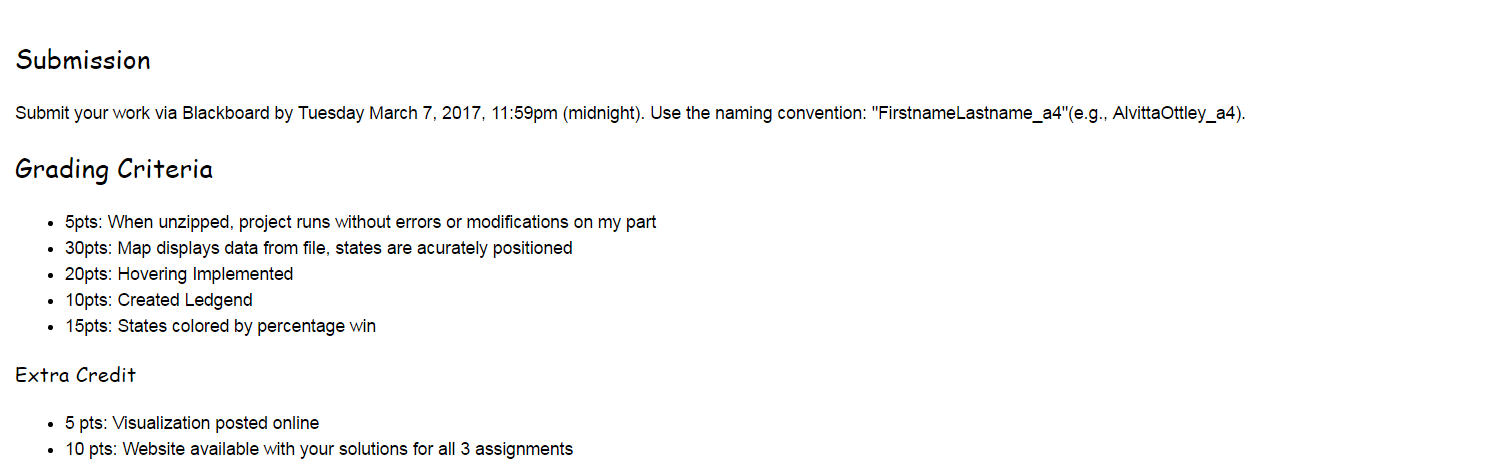 Submission
Submit your work via Blackboard by Tuesday March 7, 2017, 11:59pm (midnight). Use the naming convention: "FirstnameLastname_a4"(e.g., AlvittaOttley_a4).
Grading Criteria
• 5pts: When unzipped, project runs without errors or modifications on my part
• 30pts: Map displays data from file, states are acurately positioned
• 20pts: Hovering Implemented
• 10pts: Created Ledgend
• 15pts: States colored by percentage win
Extra Credit
• 5 pts: Visualization posted online
• 10 pts: Website available with your solutions for all 3 assignments